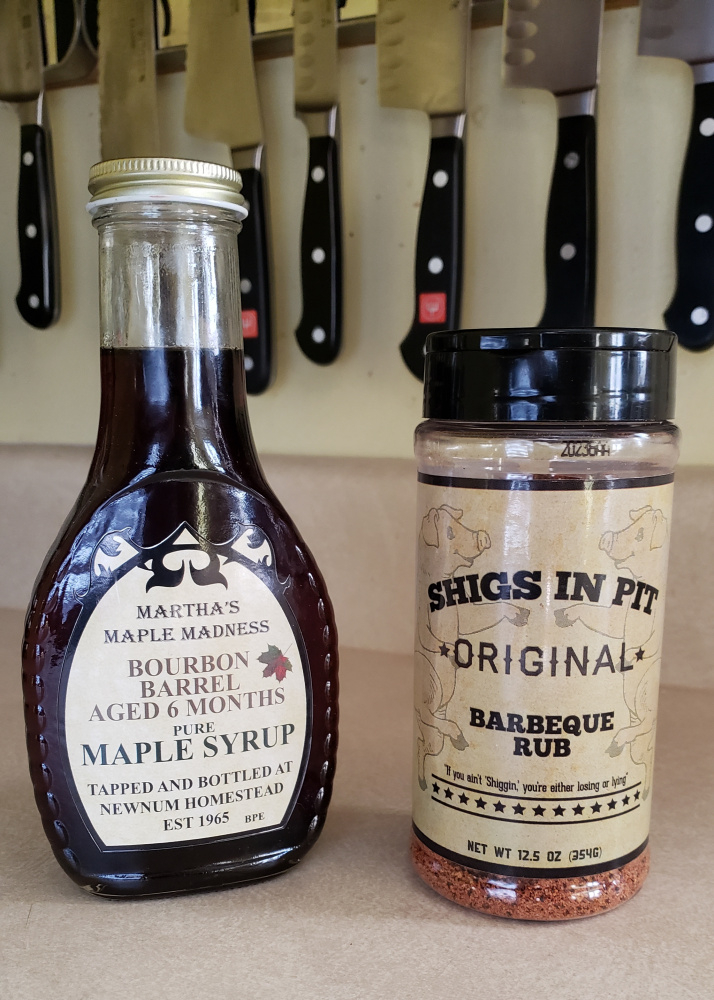 MARTHA'S
MAPLE MADNESS
BOURBON
BARREL
AGED 6 MONTHS
PURE
MAPLE SYRUP
TAPPED AND BOTTLED AT
NEWNUM HOMESTEAD
EST 1965 BPE
SHIGS IN PIT
ORIGINAL
BARBEQUE
RUB
"If you ain't 'Shiggin,' you're either losing or lying"
NET WT 12.5 OZ (354G)